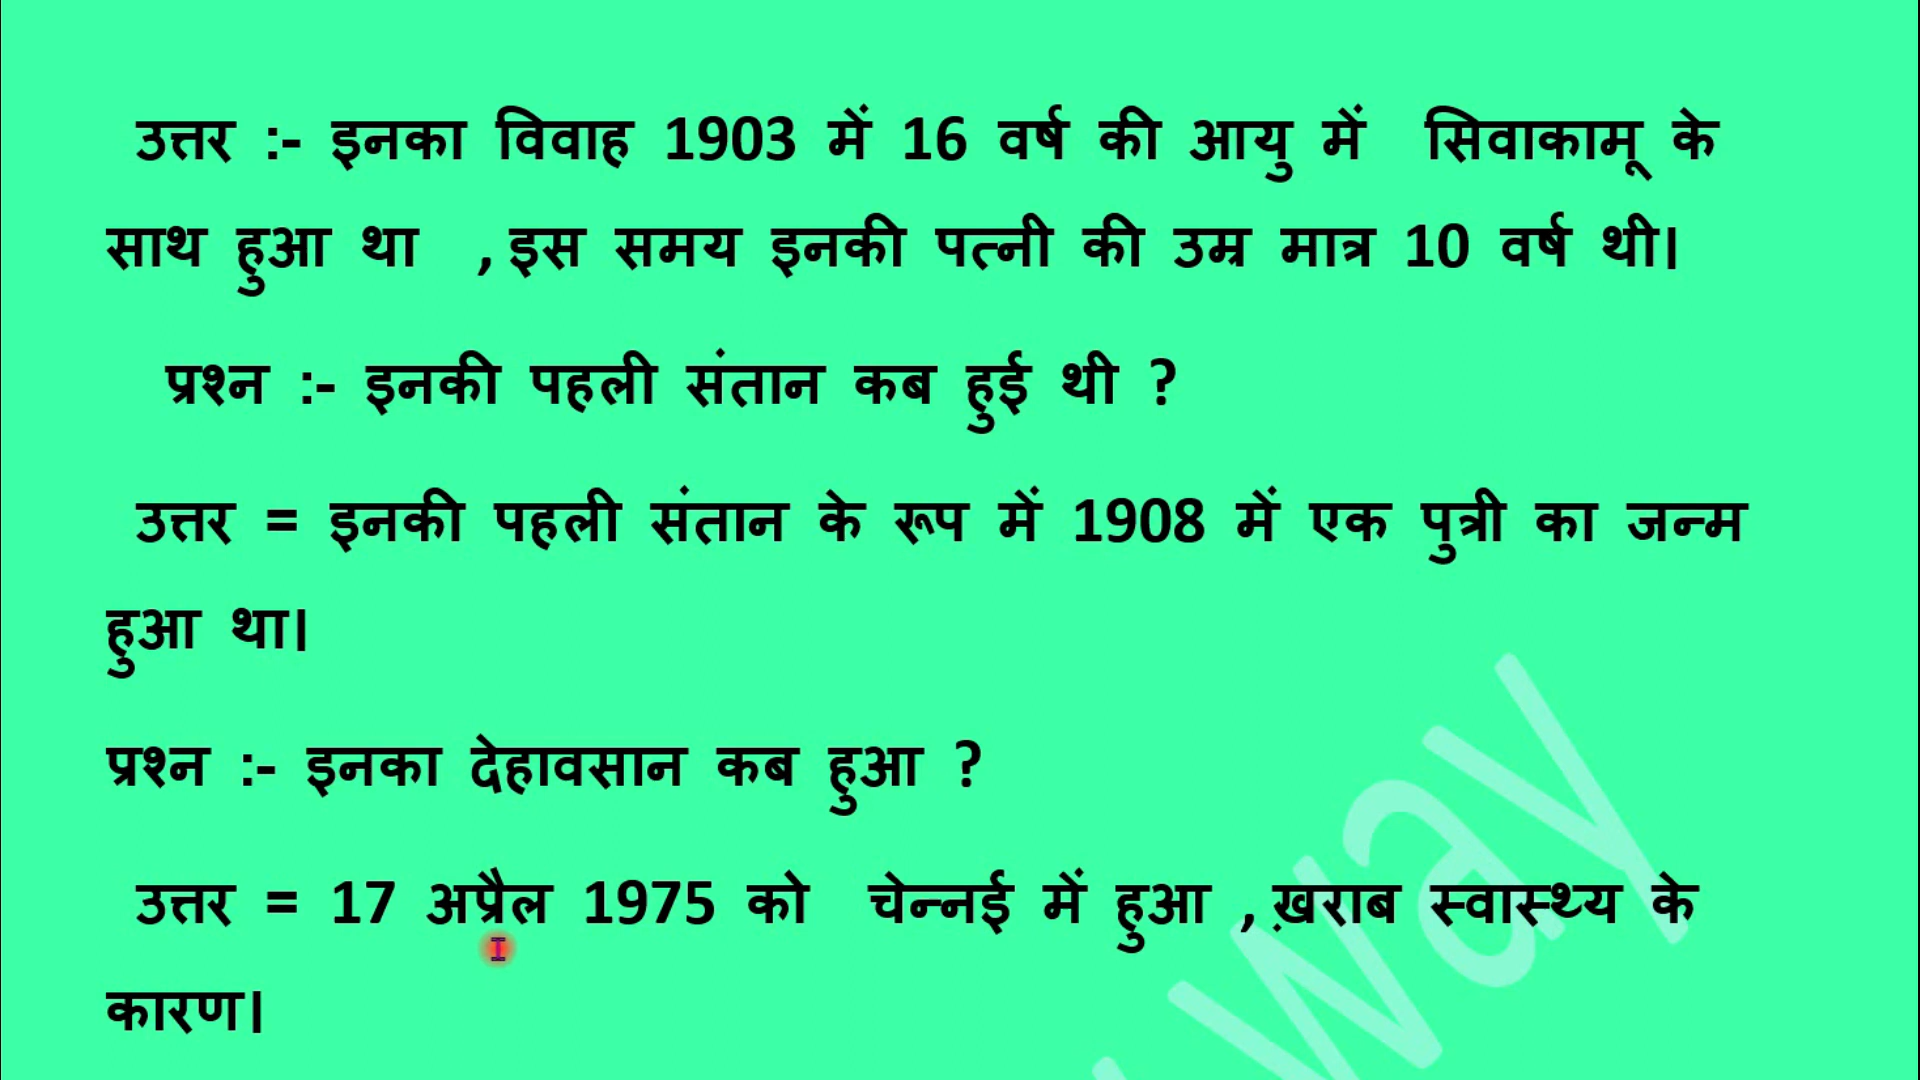 उत्तर :- इनका विवाह 1903 में 16 वर्ष की आयु में सिवाकामू के
साथ हुआ था , इस समय इनकी पत्नी की उम्र मात्र 10 वर्ष थी।
प्रश्न :- इनकी पहली संतान कब हुई थी ?
उत्तर = इनकी पहली संतान के रूप में 1908 में एक पुत्री का जन्म
हुआ था।
प्रश्न :- इनका देहावसान कब हुआ ?
उत्तर = 17 अप्रैल 1975 को चेन्नई में हुआ , ख़राब स्वास्थ्य के
कारण।
way